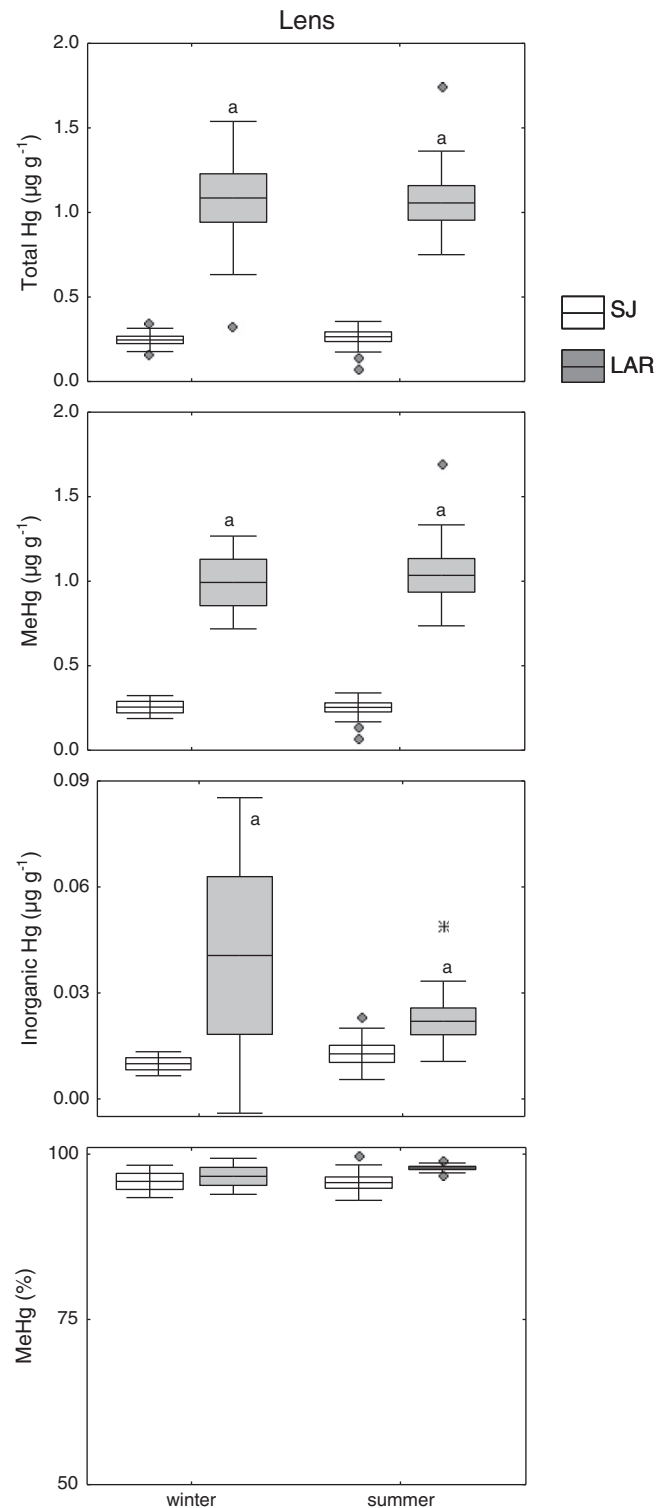 Lens
Total Hg (µg g⁻¹)
2.0
1.5
1.0
0.5
0.0
a
a
SJ
LAR
MeHg (µg g⁻¹)
2.0
1.5
1.0
0.5
0.0
a
a
Inorganic Hg (µg g⁻¹)
0.09
0.06
0.03
0.00
a
a
MeHg (%)
100
75
50
winter
summer